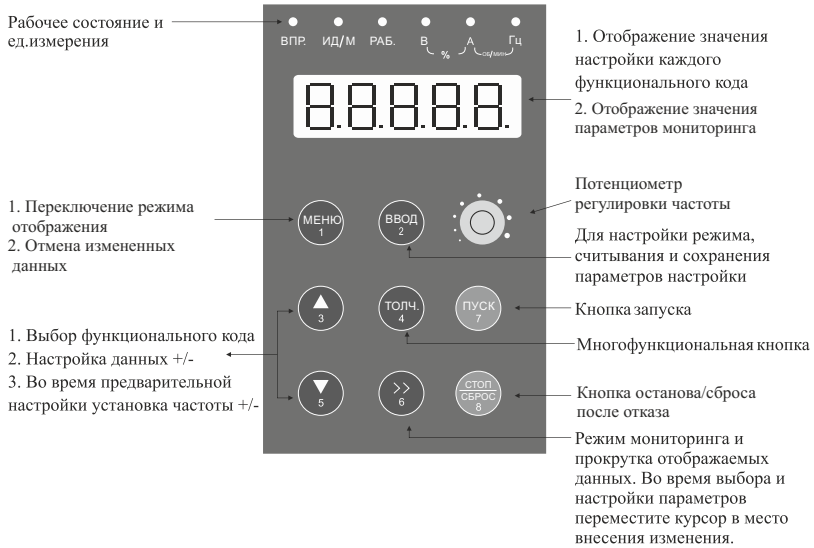 Рабочее состояние и
ед.измерения
ВПР. ИД/М РАБ. В А Гц
% ОБ/МИН
8.8.8.8.8.
1. Отображение значения
настройки каждого
функционального кода
2. Отображение значения
параметров мониторинга
1. Переключение режима
отображения
2. Отмена измененных
данных
МЕНЮ
1
ВВОД
2
Потенциометр
регулировки частоты
Для настройки режима,
считывания и сохранения
параметров настройки
3
ТОЛЧ.
4
ПУСК
7
Кнопка запуска
Многофункциональная кнопка
1. Выбор функционального кода
2. Настройка данных +/-
3. Во время предварительной
настройки установка частоты +/-
5
>>
6
СТОП
СБРОС
8
Кнопка останова/сброса
после отказа
Режим мониторинга и
прокрутка отображаемых
данных. Во время выбора и
настройки параметров
переместите курсор в место
внесения изменения.